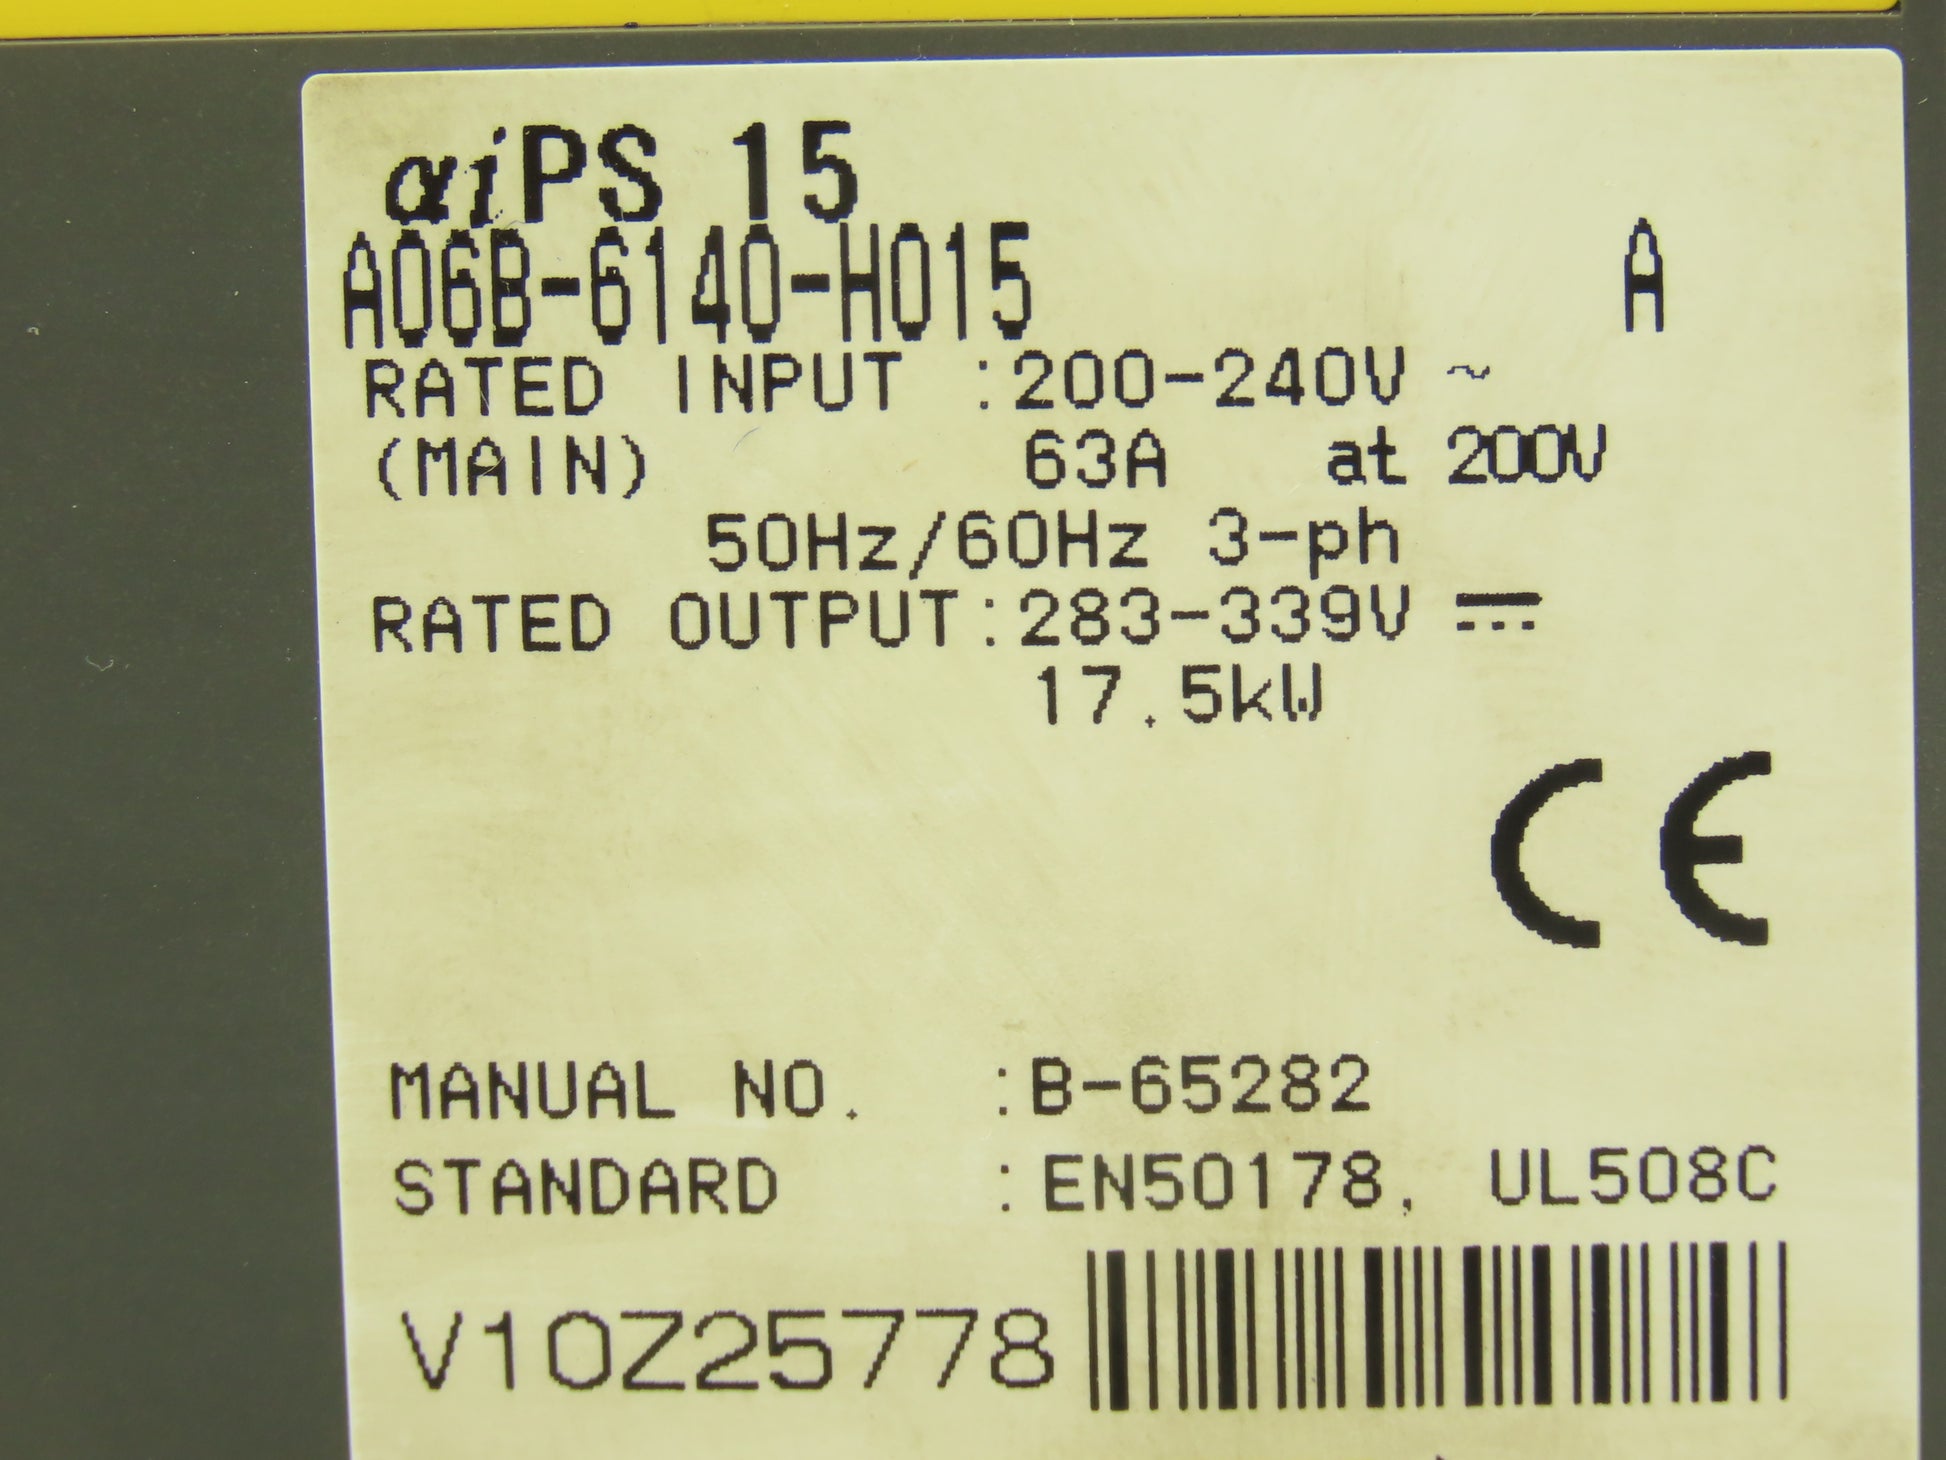 αiPS 15
A06B-6140-H015 A
RATED INPUT :200-240V ~
(MAIN) 63A at 200V
50Hz/60Hz 3-ph
RATED OUTPUT:283-339V ⎓
17.5kW
CE
MANUAL NO. :B-65282
STANDARD :EN50178, UL508C
V10Z25778